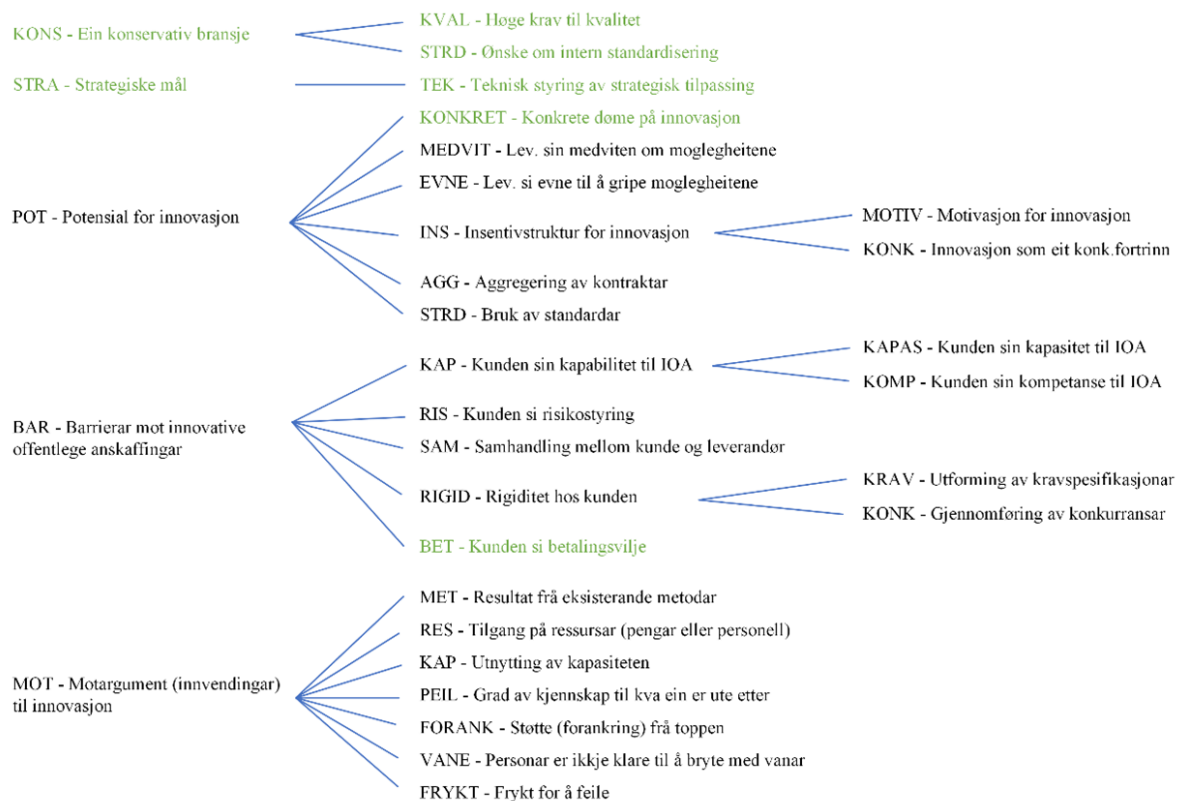 KONS - Ein konservativ bransje
KVAL - Høge krav til kvalitet
STRD - Ønske om intern standardisering
STRA - Strategiske mål
TEK - Teknisk styring av strategisk tilpassing
POT - Potensial for innovasjon
KONKRET - Konkrete døme på innovasjon
MEDVIT - Lev. sin medviten om moglegheitene
EVNE - Lev. si evne til å gripe moglegheitene
INS - Insentivstruktur for innovasjon
MOTIV - Motivasjon for innovasjon
KONK - Innovasjon som eit konk.fortrinn
AGG - Aggregering av kontraktar
STRD - Bruk av standardar
BAR - Barrierar mot innovative
offentlege anskaffingar
KAP - Kunden sin kapabilitet til IOA
KAPAS - Kunden sin kapasitet til IOA
KOMP - Kunden sin kompetanse til IOA
RIS - Kunden si risikostyring
SAM - Samhandling mellom kunde og leverandør
RIGID - Rigiditet hos kunden
KRAV - Utforming av kravspesifikasjonar
KONK - Gjennomføring av konkurransar
BET - Kunden si betalingsvilje
MOT - Motargument (innvendingar)
til innovasjon
MET - Resultat frå eksisterande metodar
RES - Tilgang på ressursar (pengar eller personell)
KAP - Utnytting av kapasiteten
PEIL - Grad av kjennskap til kva ein er ute etter
FORANK - Støtte (forankring) frå toppen
VANE - Personar er ikkje klare til å bryte med vanar
FRYKT - Frykt for å feile